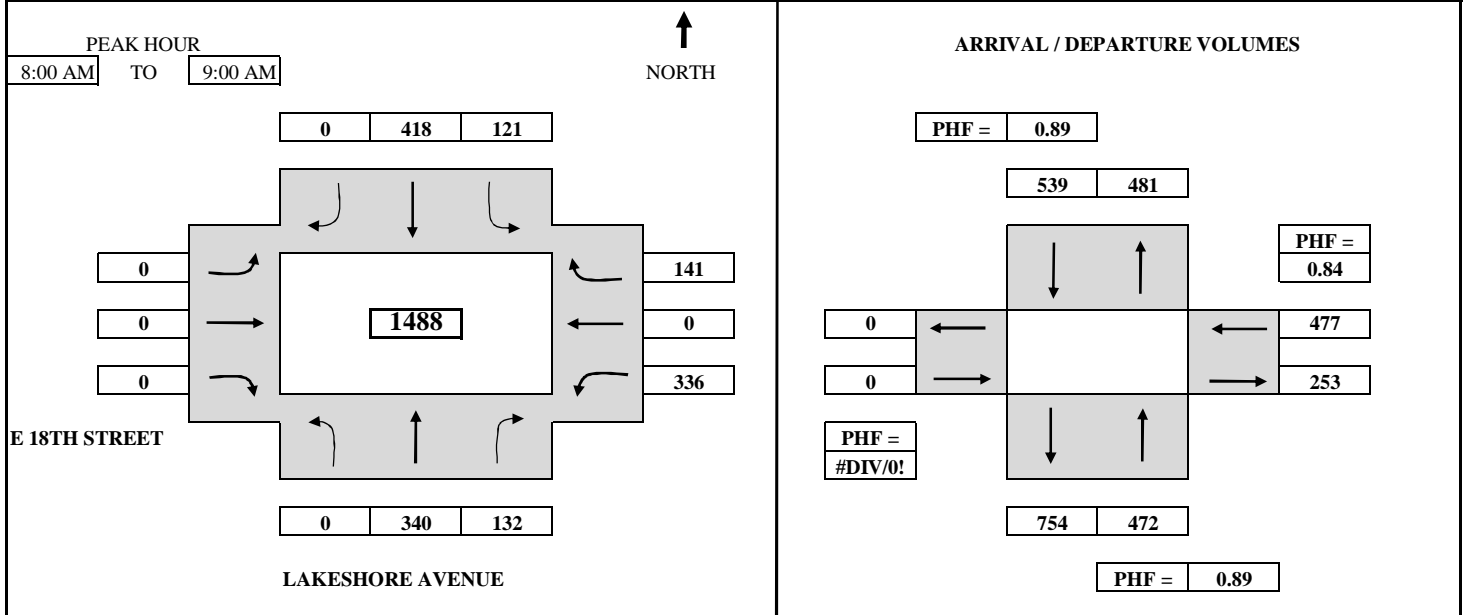 PEAK HOUR
8:00 AM TO 9:00 AM
NORTH
0 418 121
0 141
0 1488 0
0 336
E 18TH STREET
0 340 132
LAKESHORE AVENUE
ARRIVAL / DEPARTURE VOLUMES
PHF = 0.89
539 481
PHF =
0.84
0 477
0 253
PHF =
#DIV/0!
754 472
PHF = 0.89